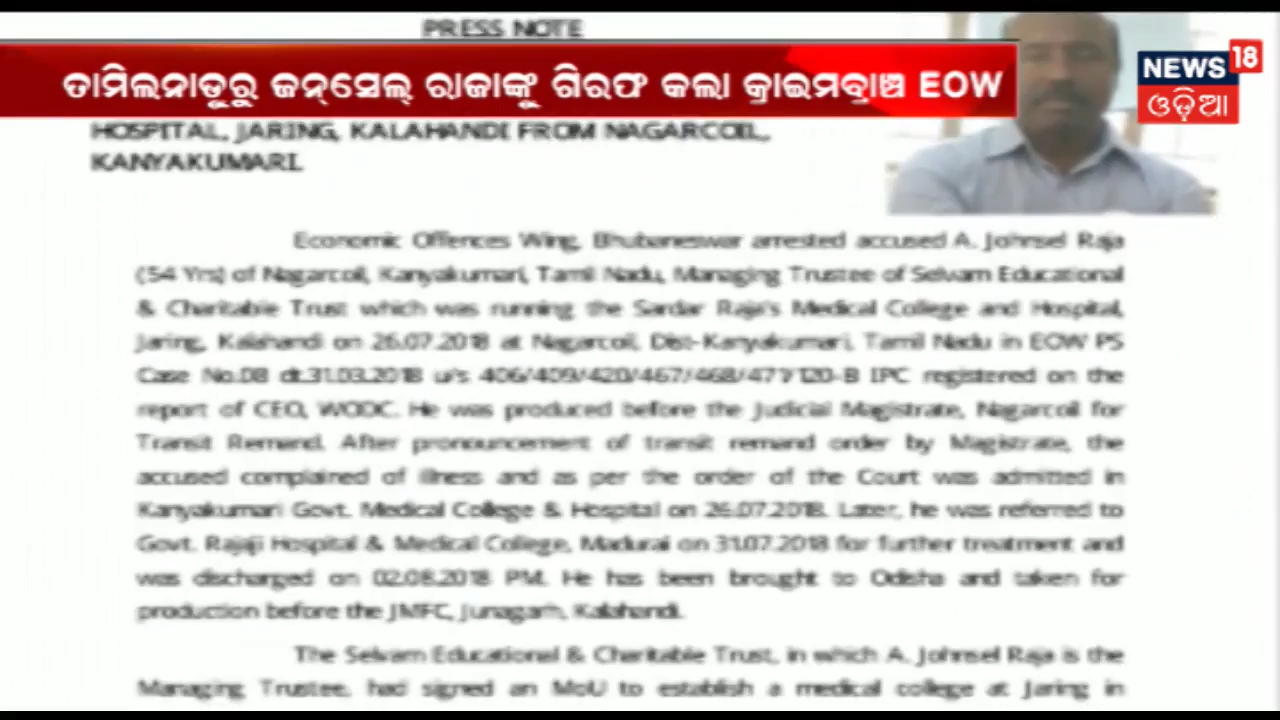 PRESS NOTE
ତାମିଲନାଡୁରୁ ଜନ୍‌ସେଲ୍ ରାଜାଙ୍କୁ ଗିରଫ କଲା କ୍ରାଇମବ୍ରାଞ୍ଚ EOW
NEWS 18
ଓଡ଼ିଆ
HOSPITAL, JARING, KALAHANDI FROM NAGARCOIL,
KANYAKUMARI.
Economic Offences Wing, Bhubaneswar arrested accused A. Johnsel Raja
(54 Yrs) of Nagarcoil, Kanyakumari, Tamil Nadu, Managing Trustee of Selvam Educational
& Charitable Trust which was running the Sardar Raja's Medical College and Hospital,
Jaring, Kalahandi on 26.07.2018 at Nagarcoil, Dist-Kanyakumari, Tamil Nadu in EOW PS
Case No.08 dt.31.03.2018 u/s 406/409/420/467/468/471/120-B IPC registered on the
report of CEO, WODC. He was produced before the Judicial Magistrate, Nagarcoil for
Transit Remand. After pronouncement of transit remand order by Magistrate, the
accused complained of illness and as per the order of the Court was admitted in
Kanyakumari Govt. Medical College & Hospital on 26.07.2018. Later, he was referred to
Govt. Rajaji Hospital & Medical College, Madurai on 31.07.2018 for further treatment and
was discharged on 02.08.2018 PM. He has been brought to Odisha and taken for
production before the JMFC, Junagarh, Kalahandi.
The Selvam Educational & Charitable Trust, in which A. Johnsel Raja is the
Managing Trustee, had signed an MoU to establish a medical college at Jaring in